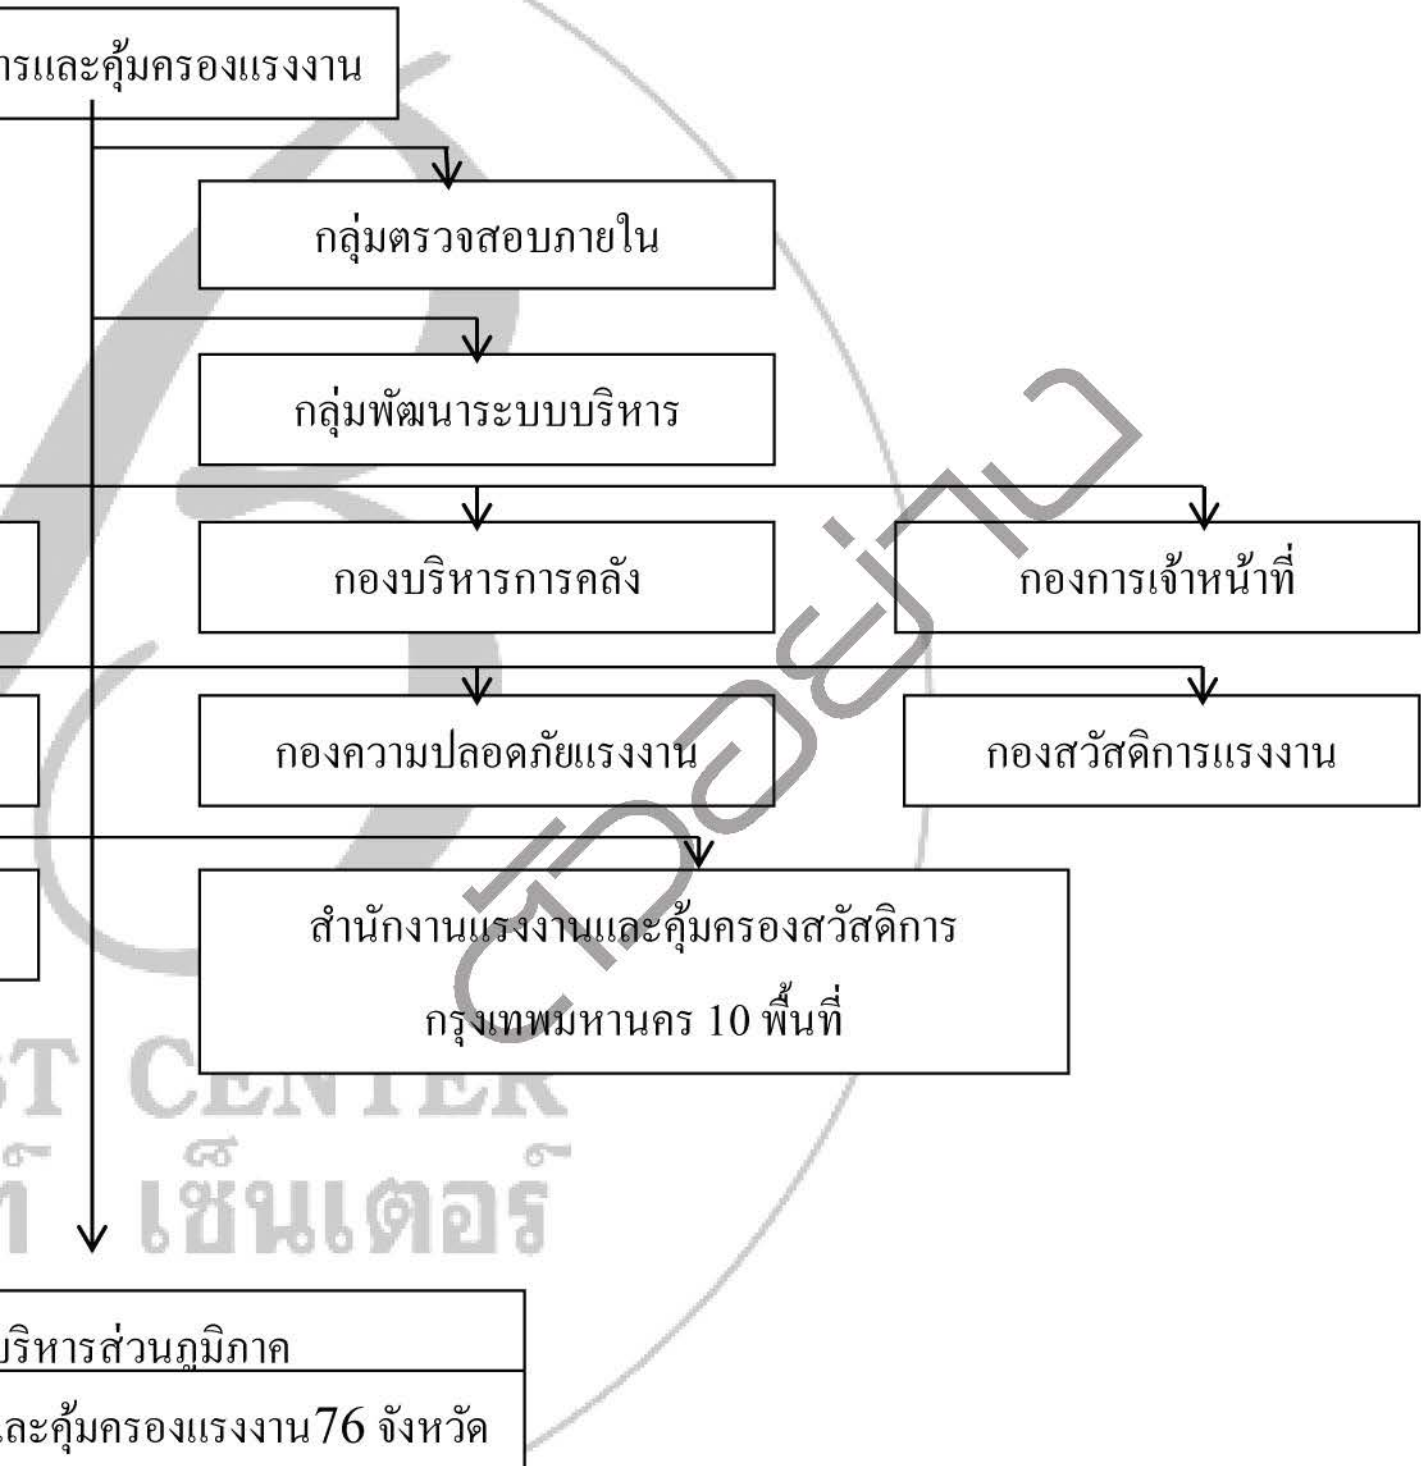 ารและคุ้มครองแรงงาน
กลุ่มตรวจสอบภายใน
กลุ่มพัฒนาระบบบริหาร
กองบริหารการคลัง
กองการเจ้าหน้าที่
กองความปลอดภัยแรงงาน
กองสวัสดิการแรงงาน
สำนักงานแรงงานและคุ้มครองสวัสดิการ
กรุงเทพมหานคร 10 พื้นที่
ตัวอย่าง
ST CENTER
ท์ เซ็นเตอร์
บริหารส่วนภูมิภาค
และคุ้มครองแรงงาน 76 จังหวัด